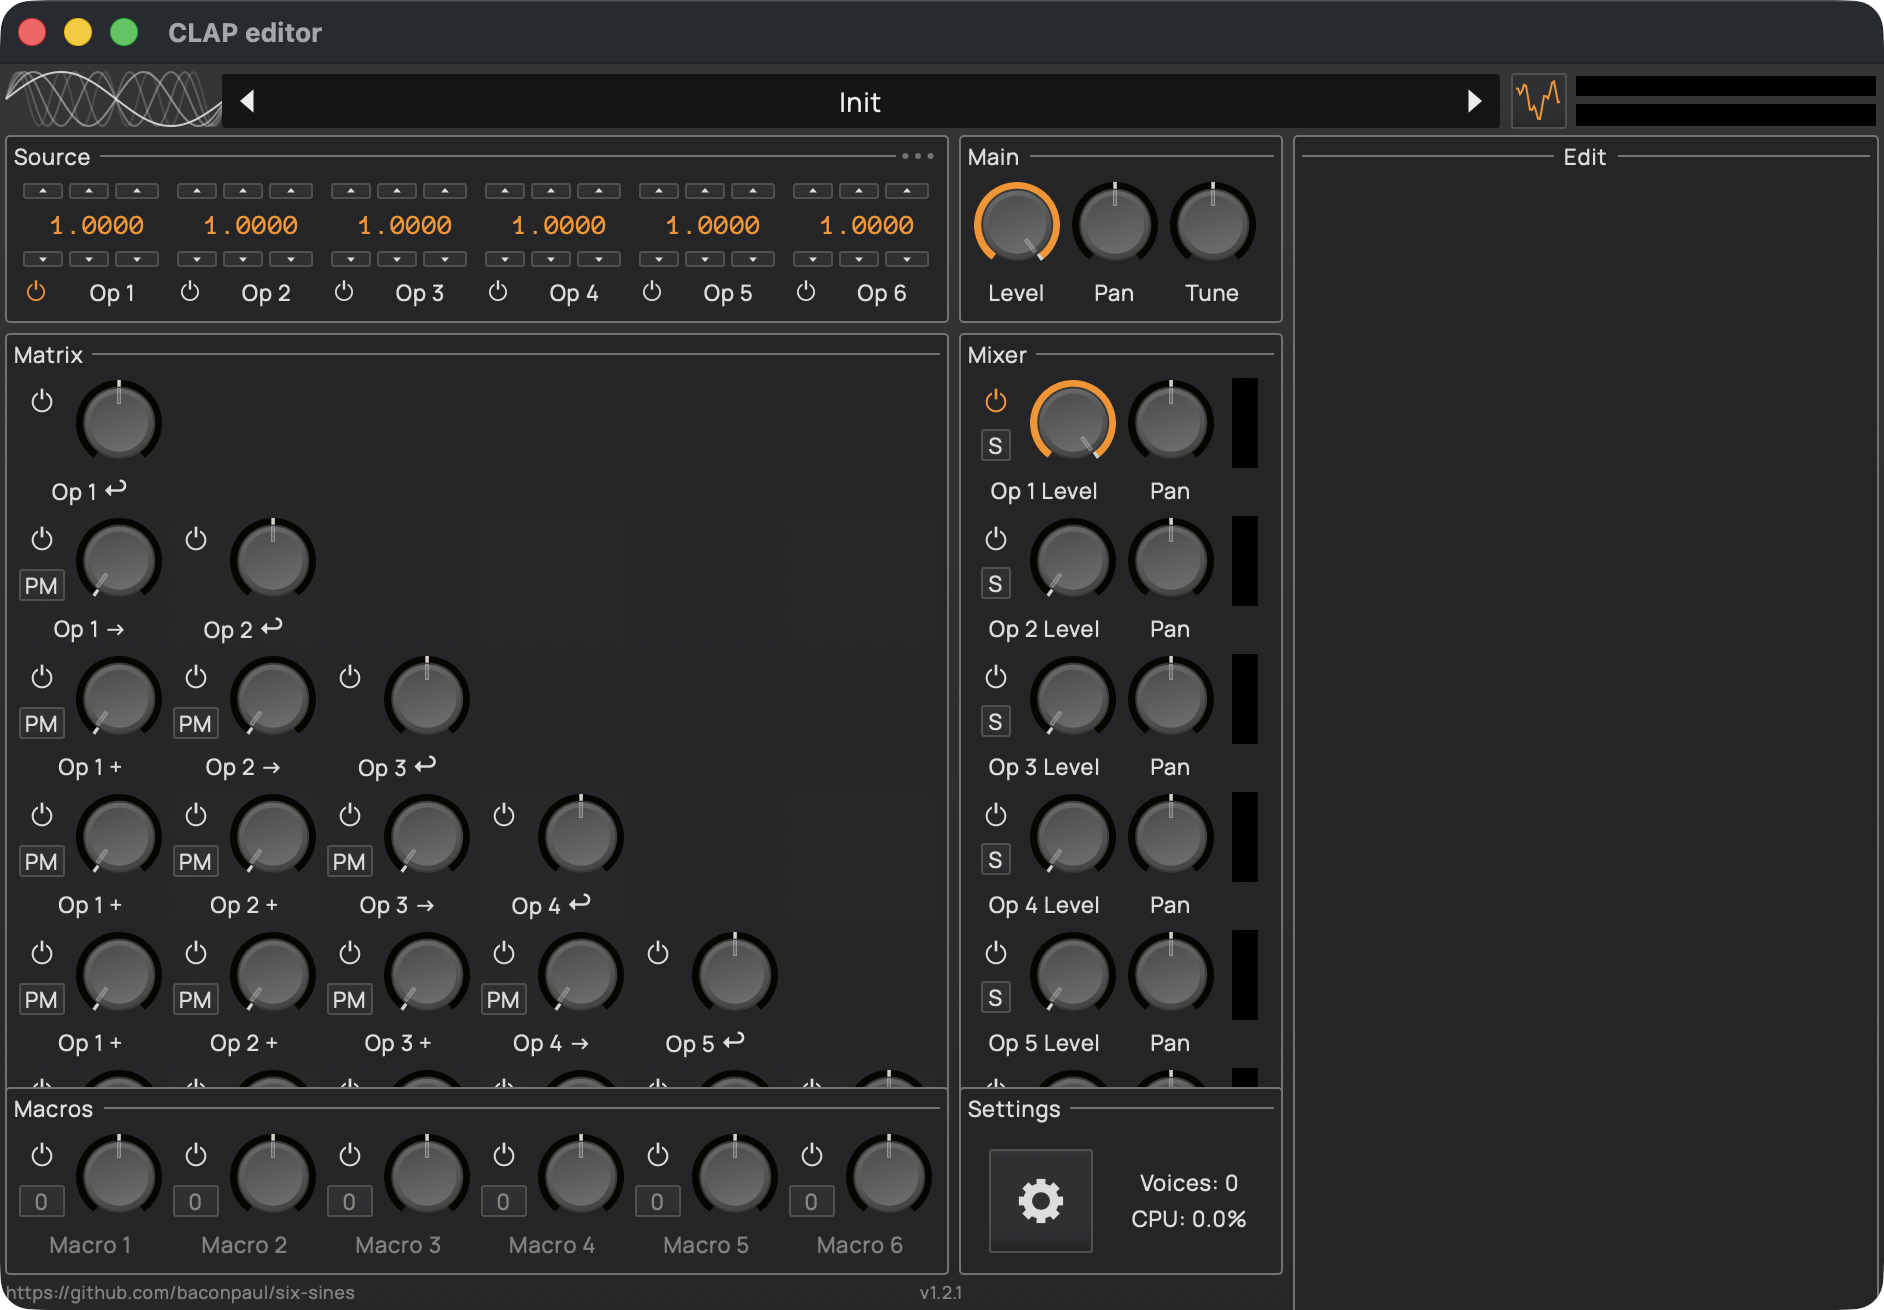 CLAP editor
Init
Source
Main
Edit
1.0000 1.0000 1.0000 1.0000 1.0000 1.0000
Op 1 Op 2 Op 3 Op 4 Op 5 Op 6
Level Pan Tune
Matrix
Mixer
S
Op 1 ↩
Op 1 Level Pan
PM
S
Op 1 → Op 2 ↩
Op 2 Level Pan
PM PM
S
Op 1 + Op 2 → Op 3 ↩
Op 3 Level Pan
PM PM PM
S
Op 1 + Op 2 + Op 3 → Op 4 ↩
Op 4 Level Pan
PM PM PM PM
S
Op 1 + Op 2 + Op 3 + Op 4 → Op 5 ↩
Op 5 Level Pan
Macros
Settings
0 0 0 0 0 0
Macro 1 Macro 2 Macro 3 Macro 4 Macro 5 Macro 6
Voices: 0
CPU: 0.0%
https://github.com/baconpaul/six-sines
v1.2.1